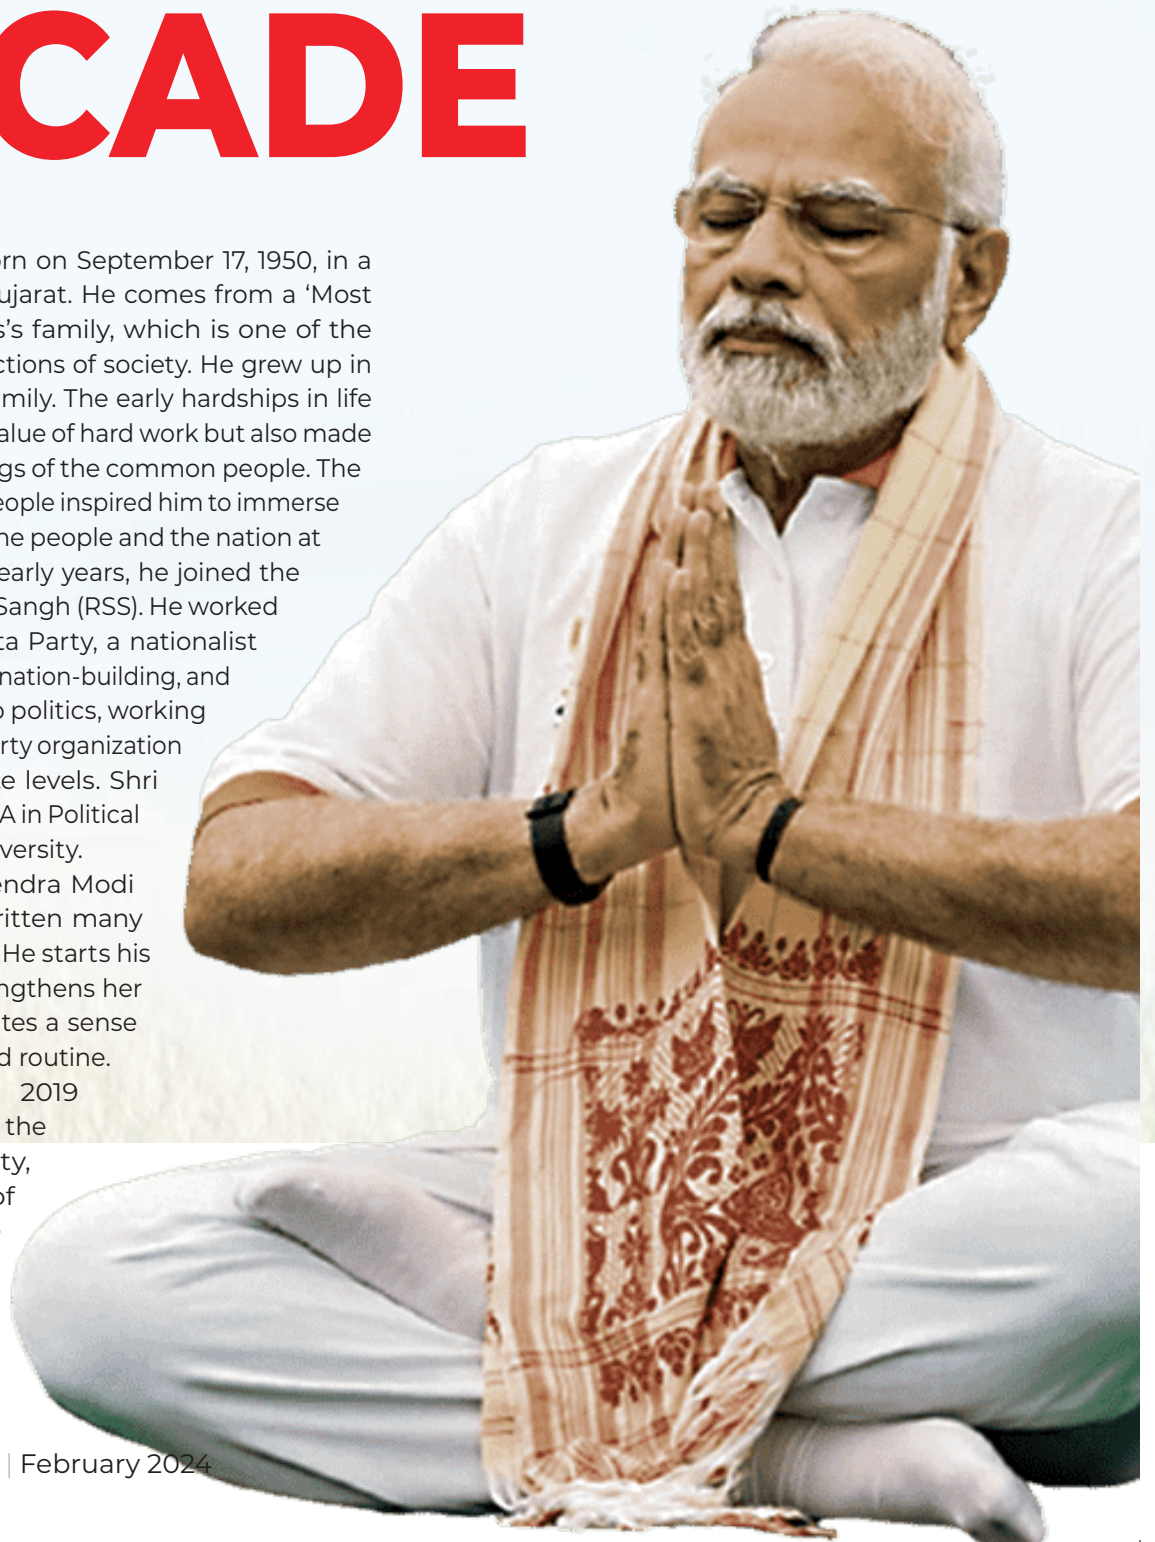 CADE
rn on September 17, 1950, in a
ujarat. He comes from a ‘Most
s’s family, which is one of the
ctions of society. He grew up in
mily. The early hardships in life
alue of hard work but also made
gs of the common people. The
eople inspired him to immerse
ne people and the nation at
early years, he joined the
Sangh (RSS). He worked
ta Party, a nationalist
nation-building, and
o politics, working
rty organization
e levels. Shri
A in Political
versity.
endra Modi
ritten many
He starts his
ngthens her
tes a sense
d routine.
2019
the
ty,
of
| February 2024